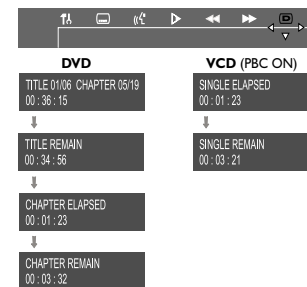 DVD
TITLE 01/06 CHAPTER 05/19
00 : 36 : 15
TITLE REMAIN
00 : 34 : 56
CHAPTER ELAPSED
00 : 01 : 23
CHAPTER REMAIN
00 : 03 : 32
VCD (PBC ON)
SINGLE ELAPSED
00 : 01 : 23
SINGLE REMAIN
00 : 03 : 21